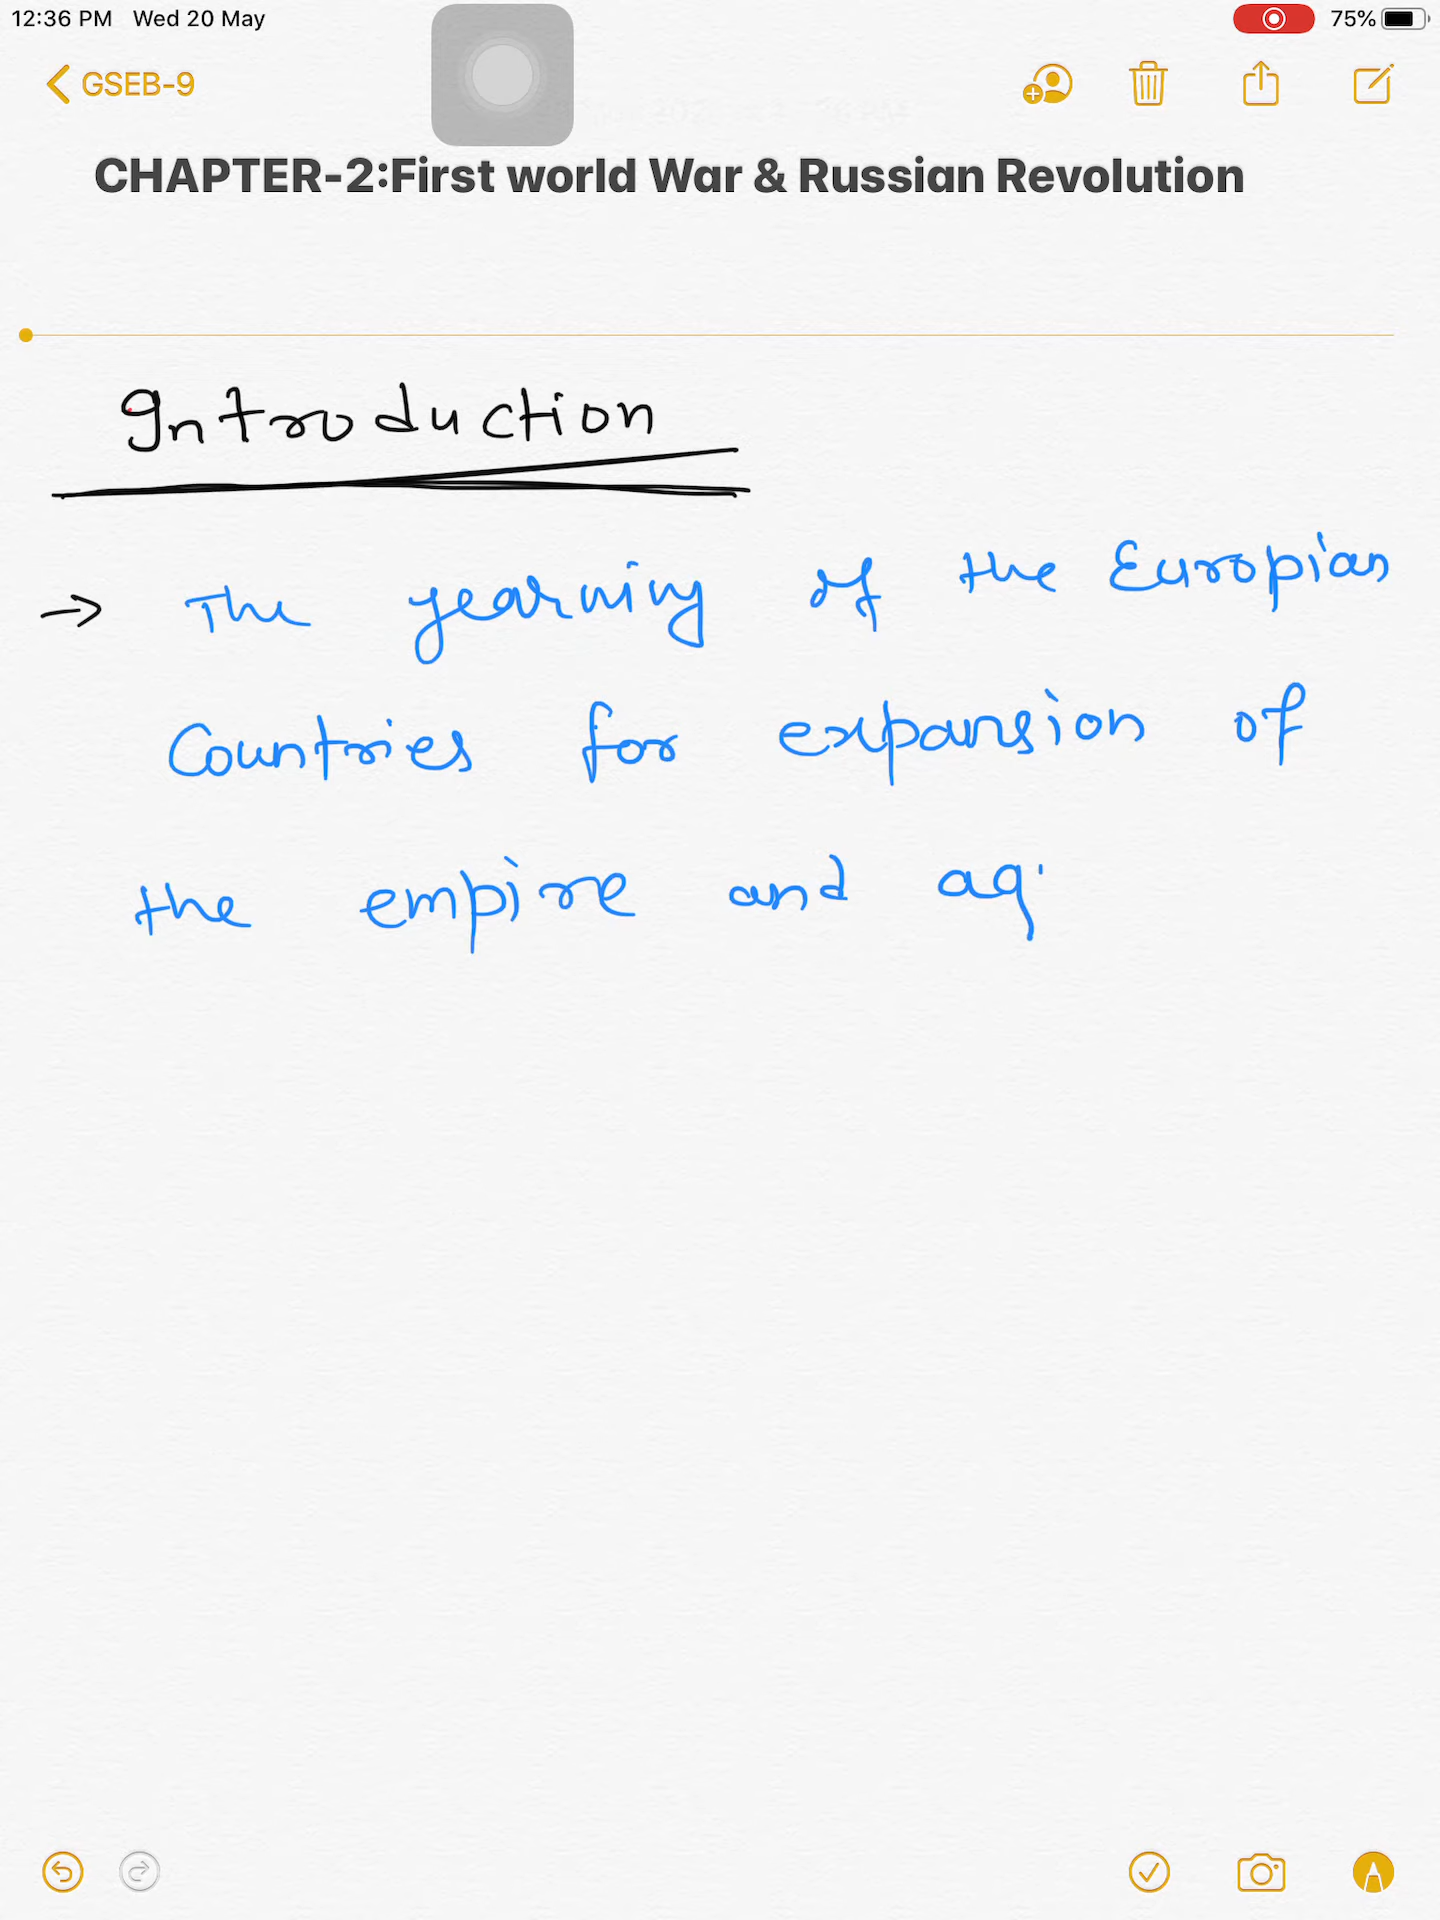 12:36 PM Wed 20 May
75%
GSEB-9
CHAPTER-2:First world War & Russian Revolution
Introduction
→ The yearning of the Europian
Countries for expansion of
the empire and aq